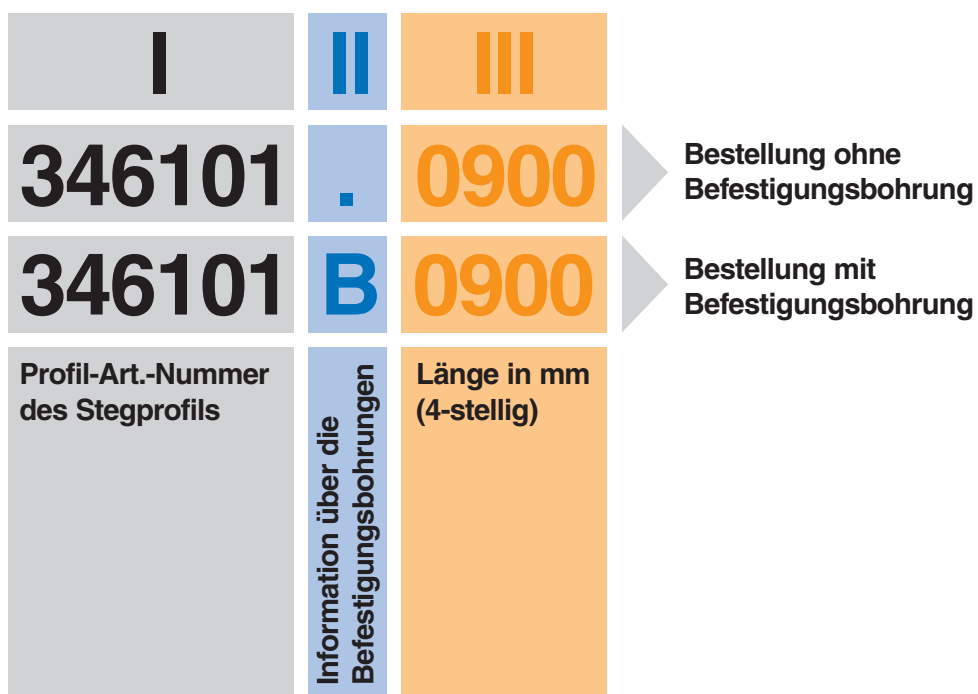 I II III
346101 . 0900
Bestellung ohne
Befestigungsbohrung
346101 B 0900
Bestellung mit
Befestigungsbohrung
Profil-Art.-Nummer
des Stegprofils
Information über die
Befestigungsbohrungen
Länge in mm
(4-stellig)